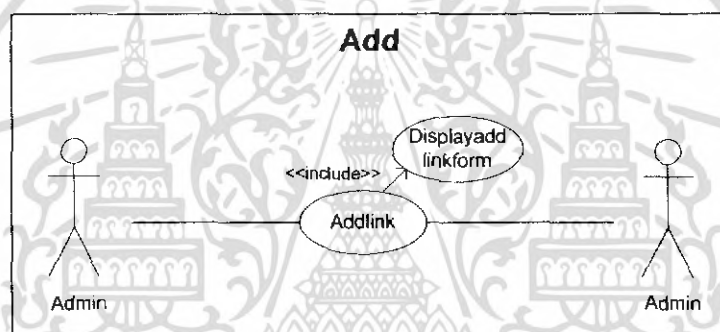 Add
Displayadd
linkform
<<include>>
Addlink
Admin
Admin